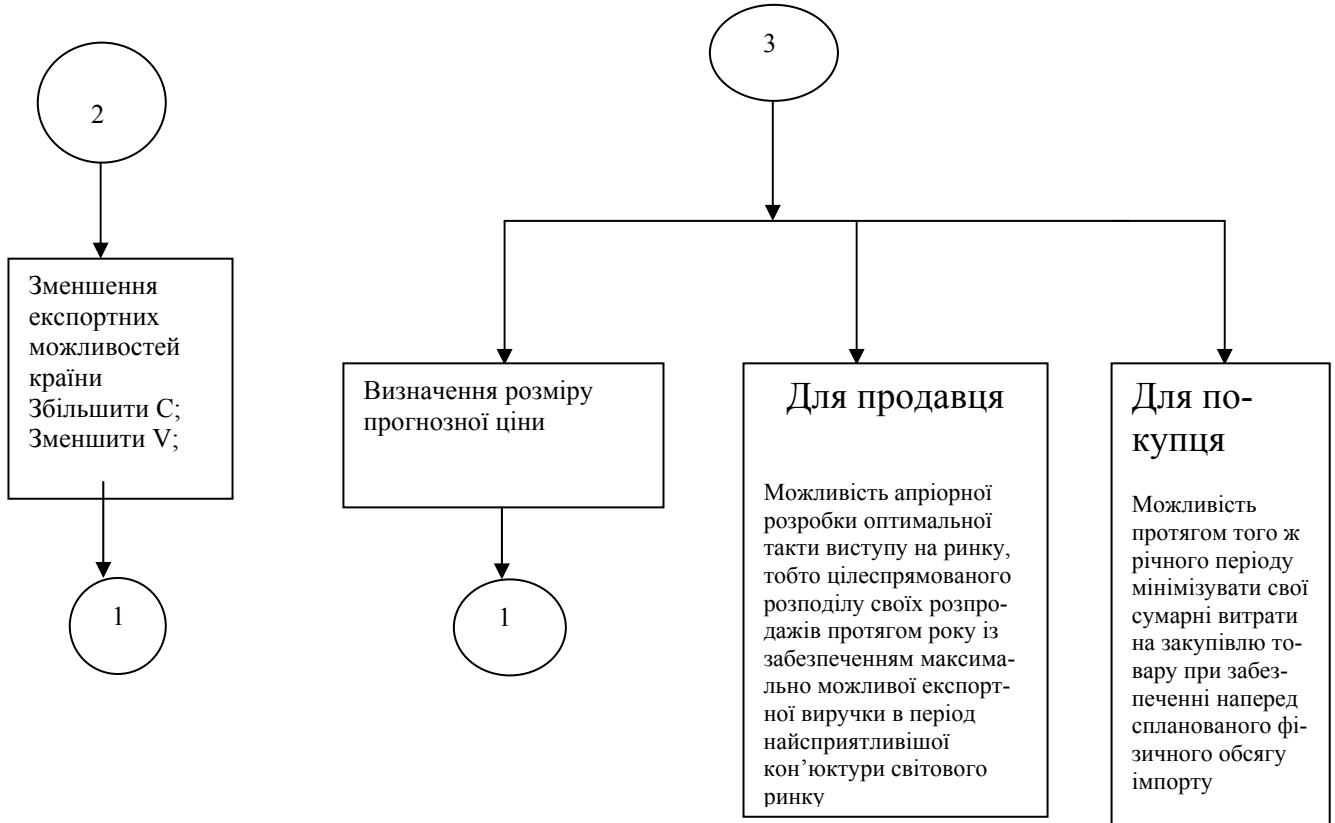 2
3
Зменшення
експортних
можливостей
країни
Збільшити С;
Зменшити V;
1
Визначення розміру
прогнозної ціни
1
Для продавця
Можливість апріорної
розробки оптимальної
такти виступу на ринку,
тобто цілеспрямованого
розподілу своїх розпро-
дажів протягом року із
забезпеченням максима-
льно можливої експорт-
ної виручки в період
найсприятливішої
кон’юктури світового
ринку
Для по-
купця
Можливість
протягом того ж
річного періоду
мінімізувати свої
сумарні витрати
на закупівлю то-
вару при забез-
печенні наперед
спланованого фі-
зичного обсягу
імпорту